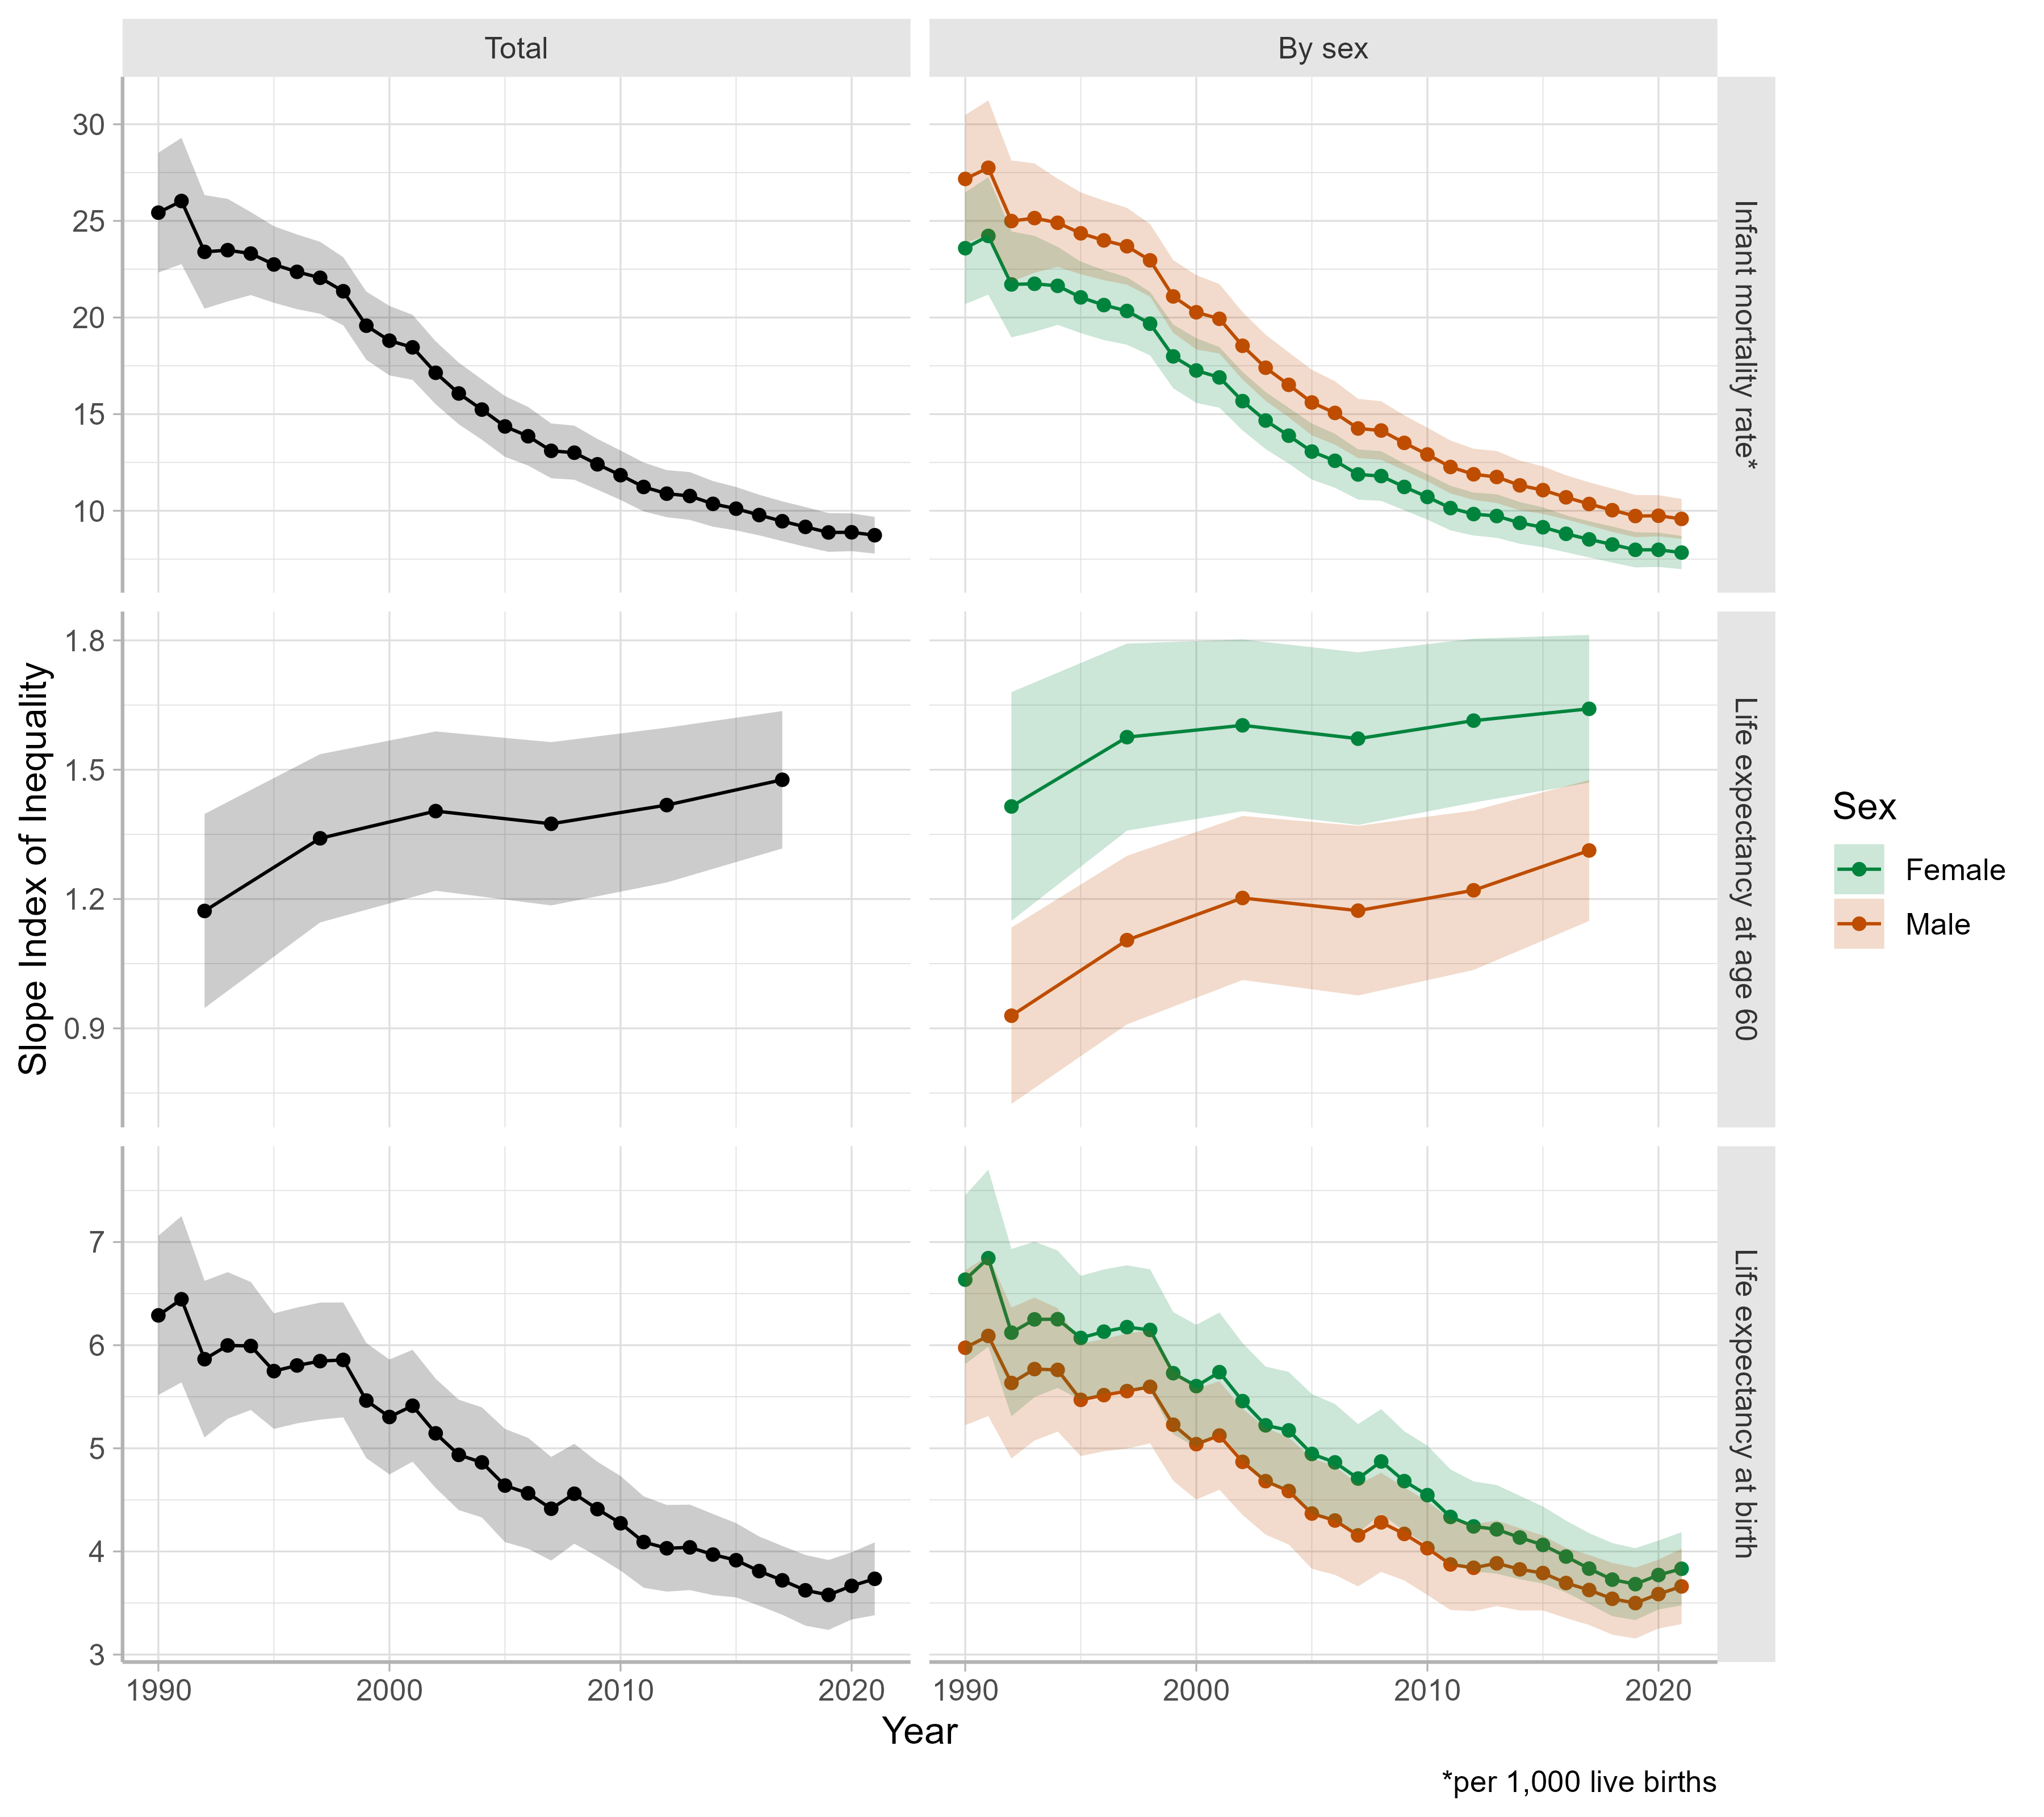 Total
By sex
30
25
20
15
10
Infant mortality rate*
1.8
1.5
1.2
0.9
Life expectancy at age 60
7
6
5
4
3
Life expectancy at birth
Slope Index of Inequality
1990
2000
2010
2020
1990
2000
2010
2020
Year
Sex
Female
Male
*per 1,000 live births